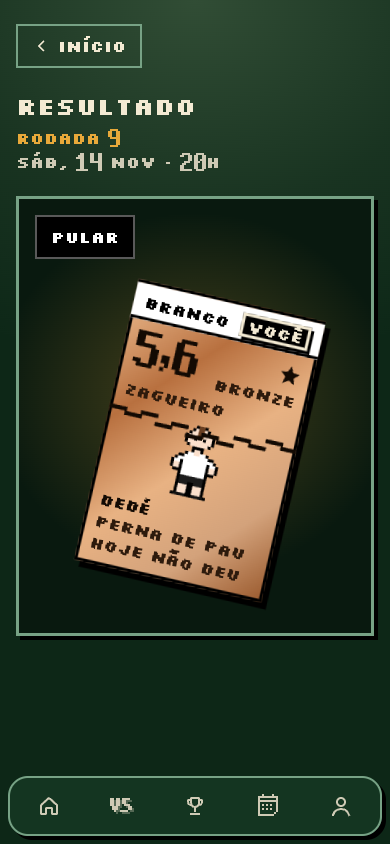 INÍCIO
RESULTADO
RODADA 9
SÁB, 14 NOV · 20H
PULAR
BRANCO VOCÊ
5,6
BRONZE
ZAGUEIRO
DEDÉ
PERNA DE PAU
HOJE NÃO DEU
VS